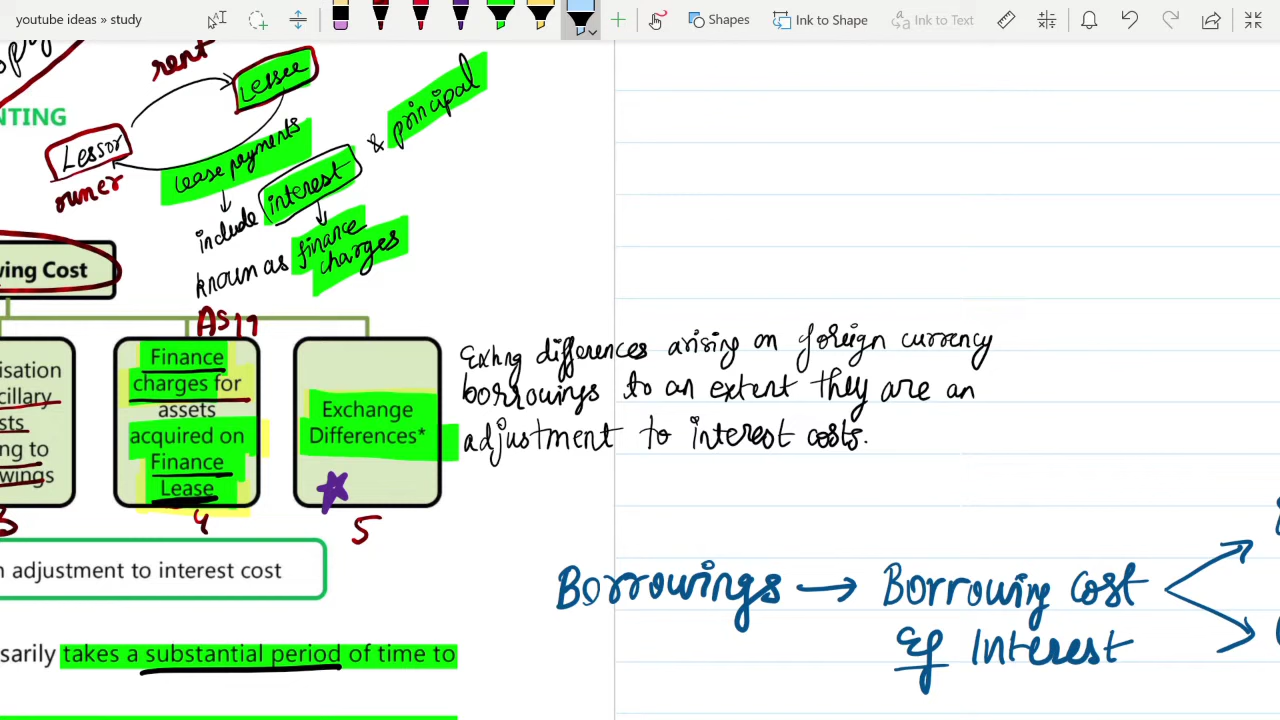 youtube ideas » study
Shapes
Ink to Shape
Ink to Text
rent
Lessee
NTING
Lessor
owner
lease payments
& principal
include interest
known as finance
charges
wing Cost
AS 19
isation
cillary
sts
ng to
wings
3
Finance
charges for
assets
acquired on
Finance
Lease
4
Exchange
Differences*
5
Exhng differences arising on foreign currency
borrowings to an extent they are an
adjustment to interest costs.
n adjustment to interest cost
Borrowings → Borrowing cost
Eg Interest
sarily takes a substantial period of time to